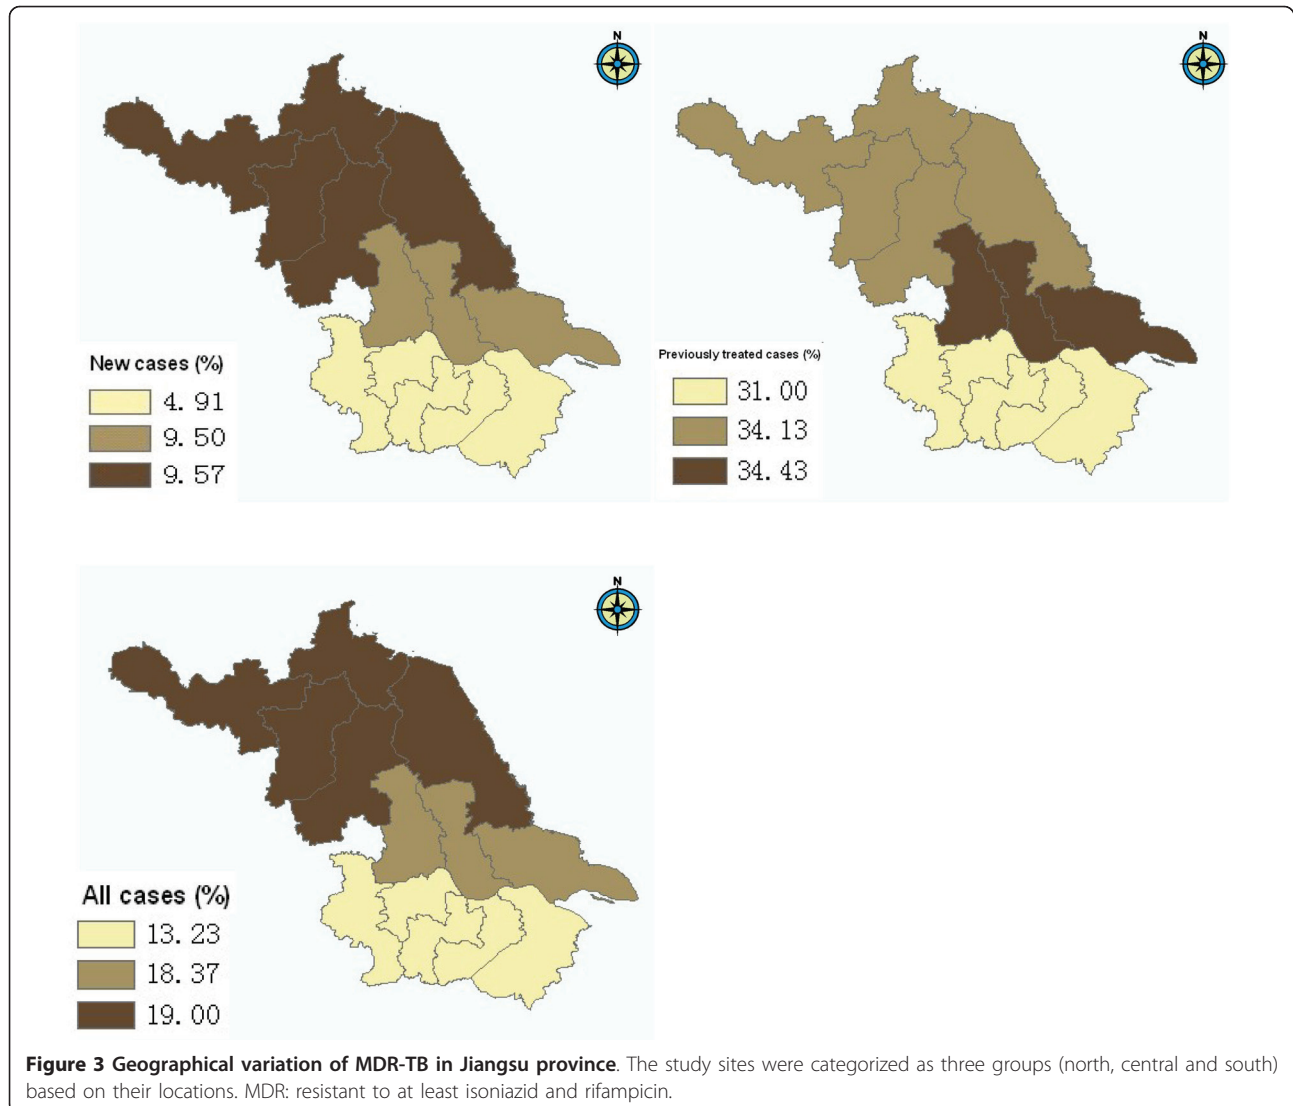 N
N
New cases (%)
4.91
9.50
9.57
Previously treated cases (%)
31.00
34.13
34.43
N
All cases (%)
13.23
18.37
19.00
Figure 3 Geographical variation of MDR-TB in Jiangsu province. The study sites were categorized as three groups (north, central and south)
based on their locations. MDR: resistant to at least isoniazid and rifampicin.